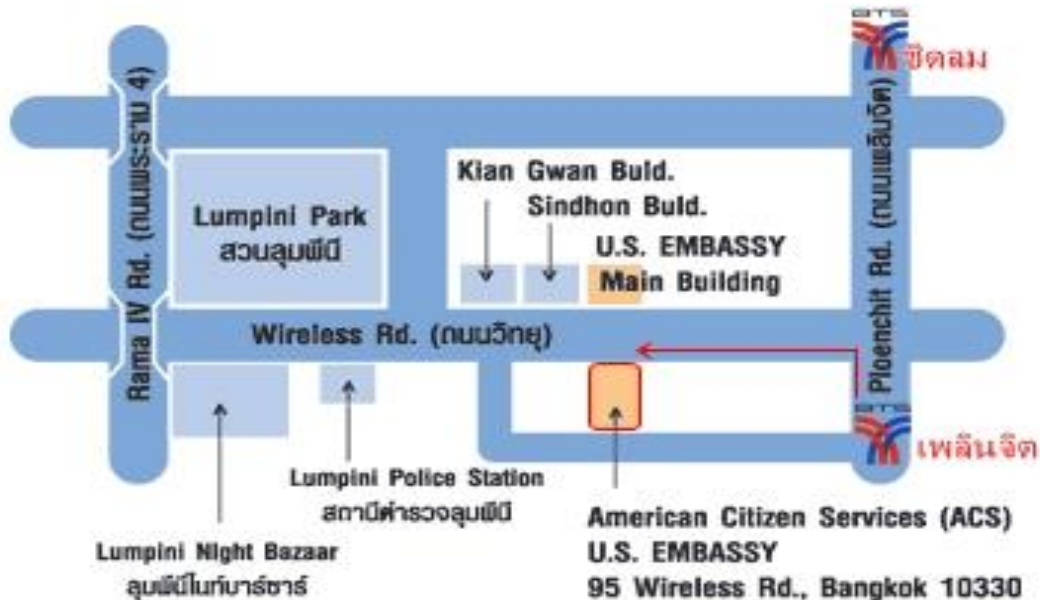 BTS
ชิดลม
Rama IV Rd. (ถนนพระราม 4)
Ploenchit Rd. (ถนนเพลินจิต)
Lumpini Park
สวนลุมพีนี
Kian Gwan Buld.
Sindhon Buld.
U.S. EMBASSY
Main Building
Wireless Rd. (ถนนวิทยุ)
BTS
เพลินจิต
Lumpini Police Station
สถานีตำรวจลุมพีนี
Lumpini Night Bazaar
ลุมพีนีไนท์บาร์ซาร์
American Citizen Services (ACS)
U.S. EMBASSY
95 Wireless Rd., Bangkok 10330